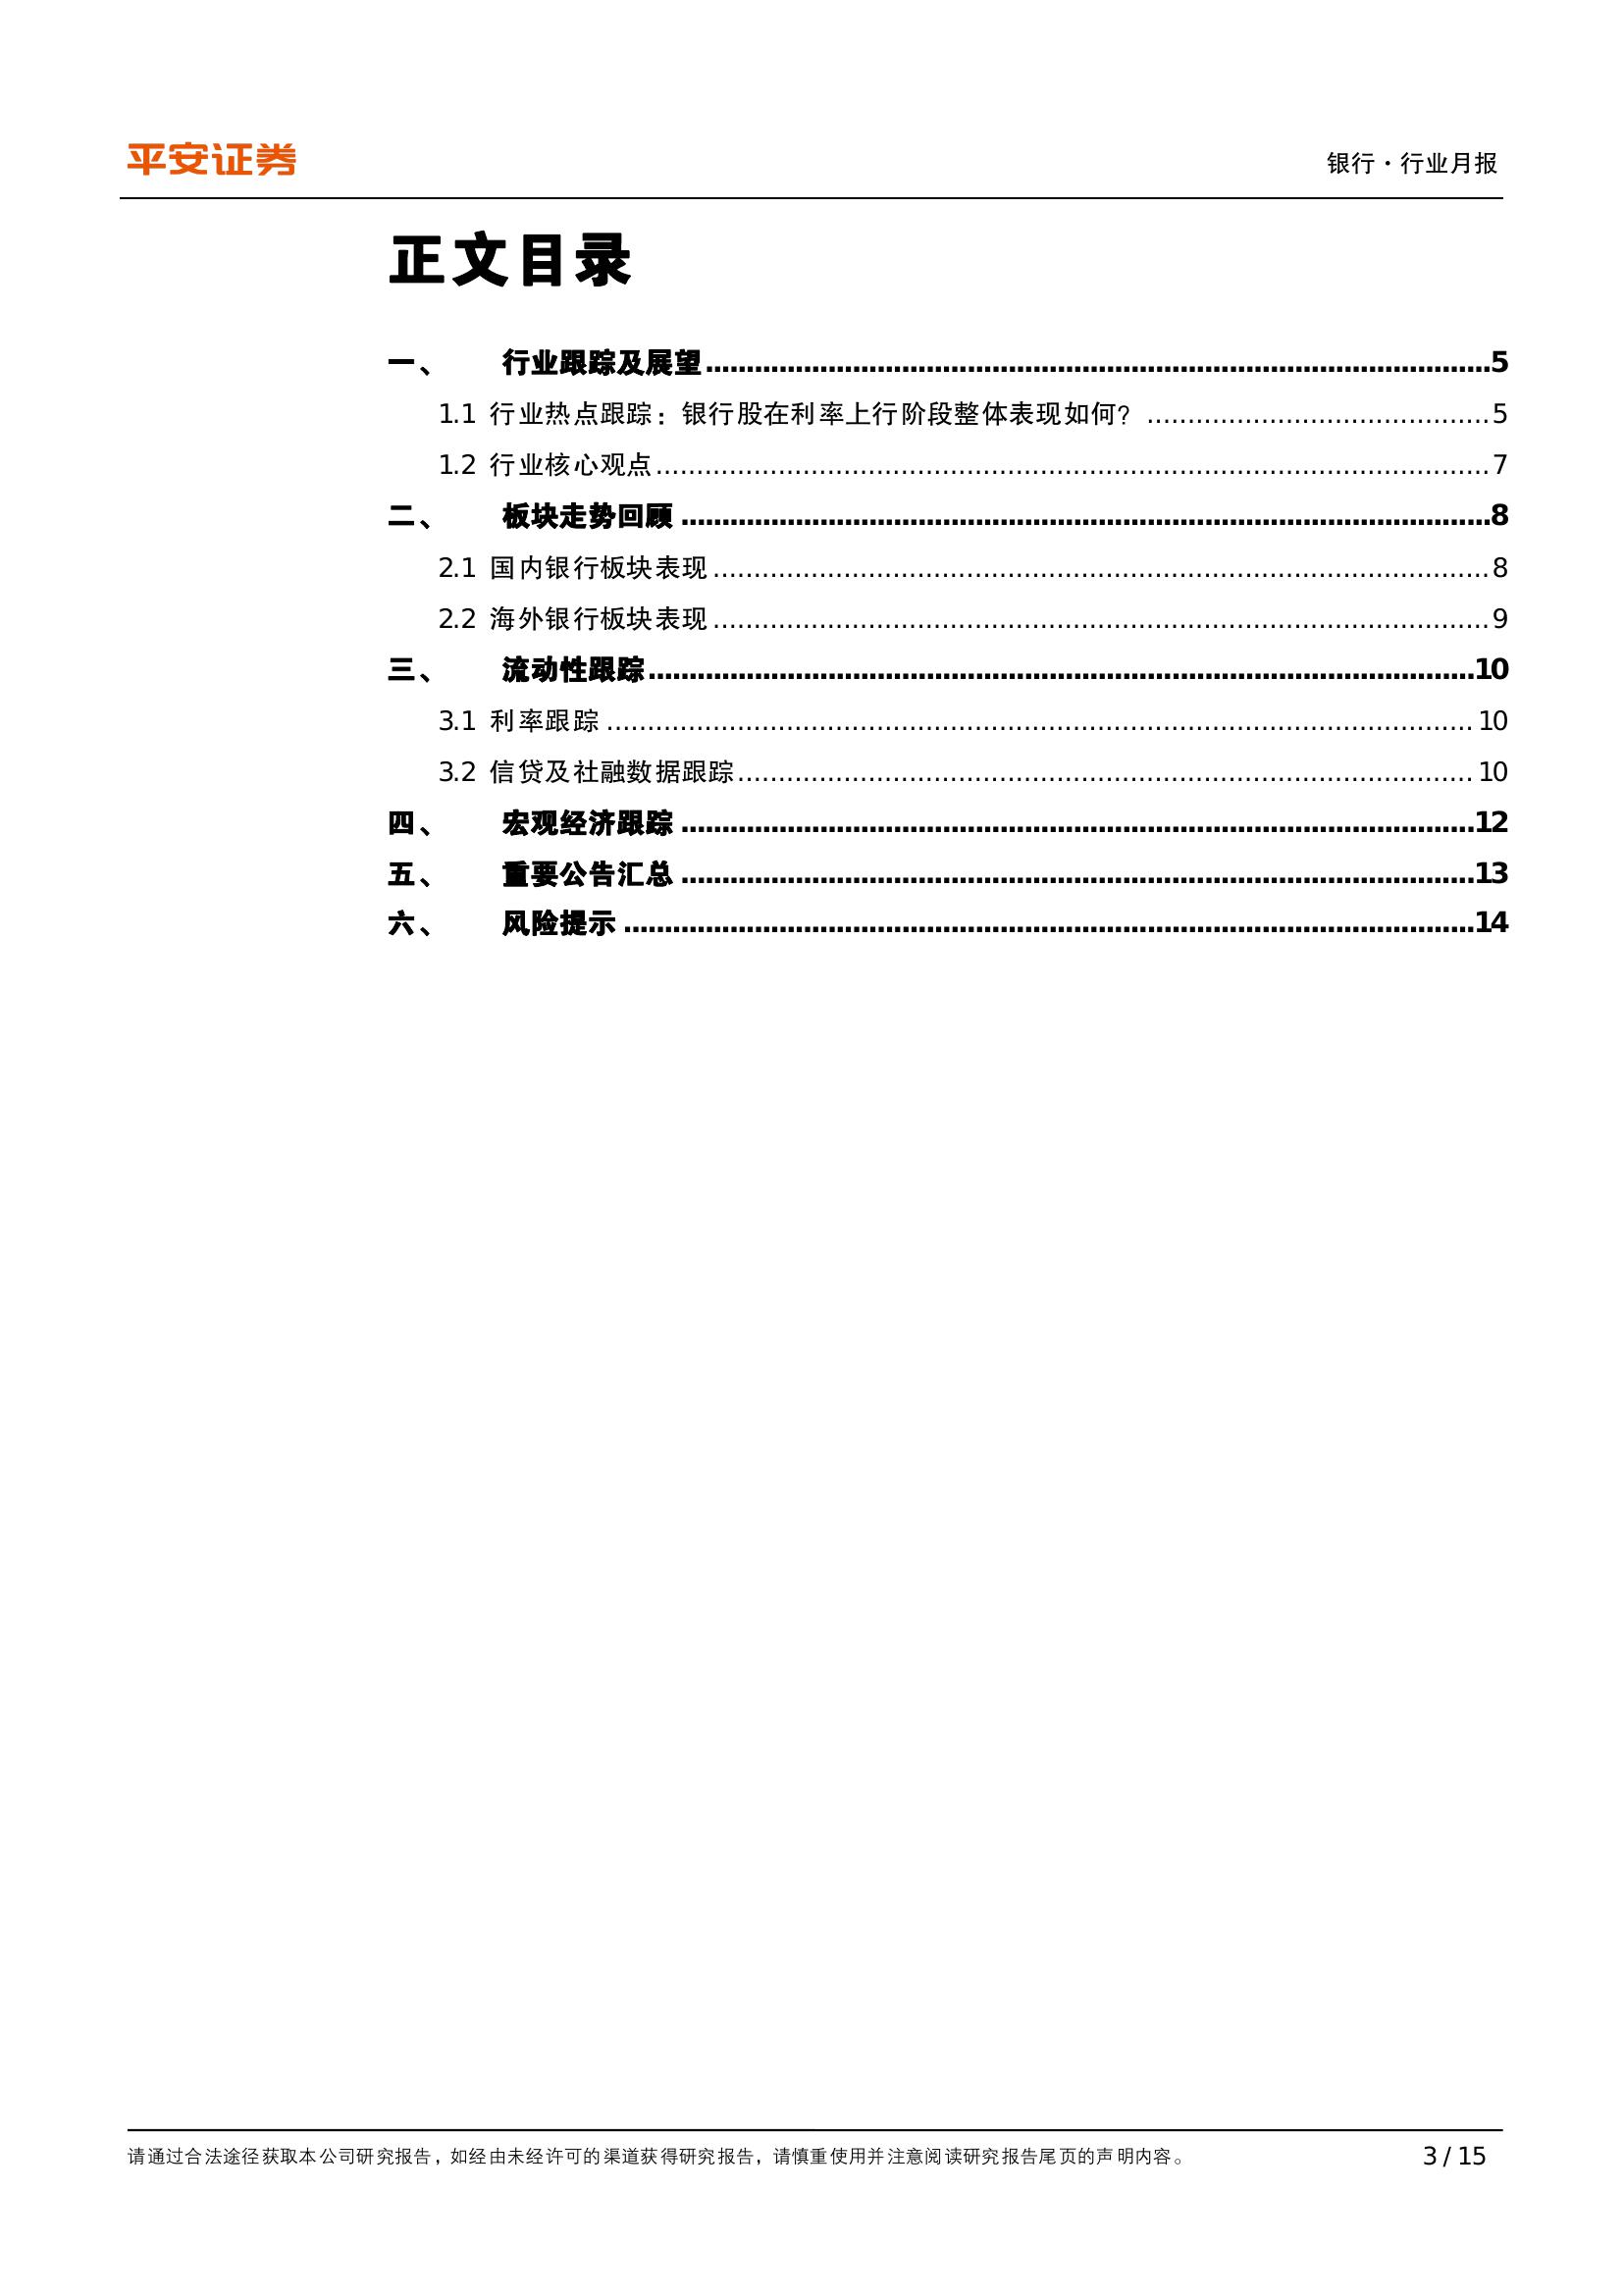 平安证券
银行·行业月报
正文目录
一、 行业跟踪及展望................................................................................................5
1.1 行业热点跟踪：银行股在利率上行阶段整体表现如何？..........................................5
1.2 行业核心观点......................................................................................................7
二、 板块走势回顾...................................................................................................8
2.1 国内银行板块表现...............................................................................................8
2.2 海外银行板块表现...............................................................................................9
三、 流动性跟踪.....................................................................................................10
3.1 利率跟踪..........................................................................................................10
3.2 信贷及社融数据跟踪..........................................................................................10
四、 宏观经济跟踪.................................................................................................12
五、 重要公告汇总.................................................................................................13
六、 风险提示........................................................................................................14
请通过合法途径获取本公司研究报告，如经由未经许可的渠道获得研究报告，请慎重使用并注意阅读研究报告尾页的声明内容。 3 / 15